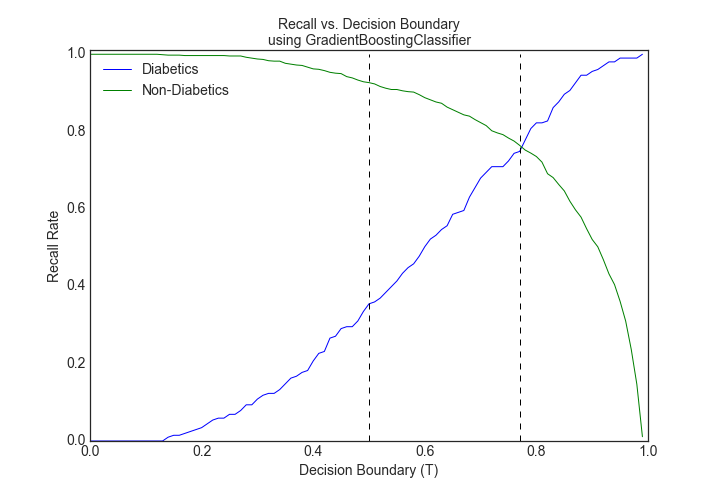 Recall vs. Decision Boundary
using GradientBoostingClassifier
1.0
Diabetics
Non-Diabetics
0.8
0.6
Recall Rate
0.4
0.2
0.0
0.0 0.2 0.4 0.6 0.8 1.0
Decision Boundary (T)